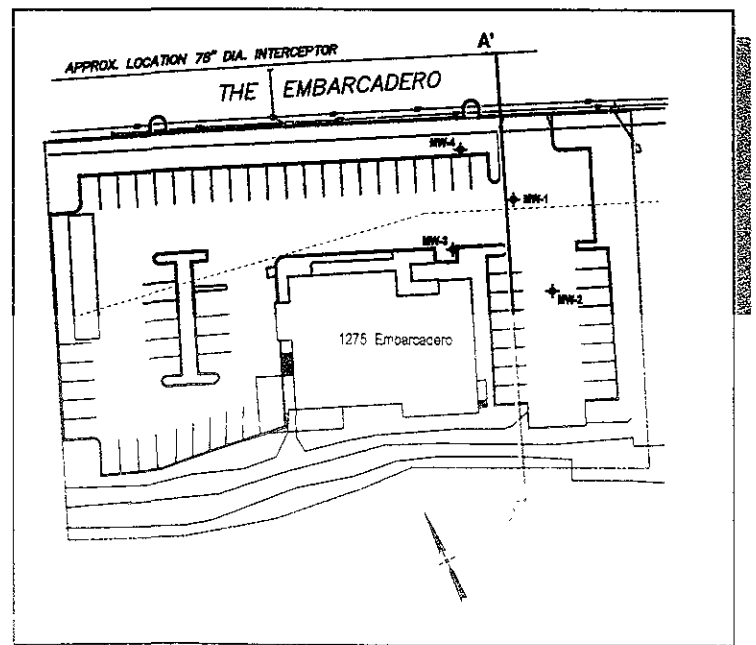 A'
APPROX. LOCATION 78" DIA. INTERCEPTOR
THE EMBARCADERO
MW-4
MW-1
MW-3
MW-2
1275 Embarcadero